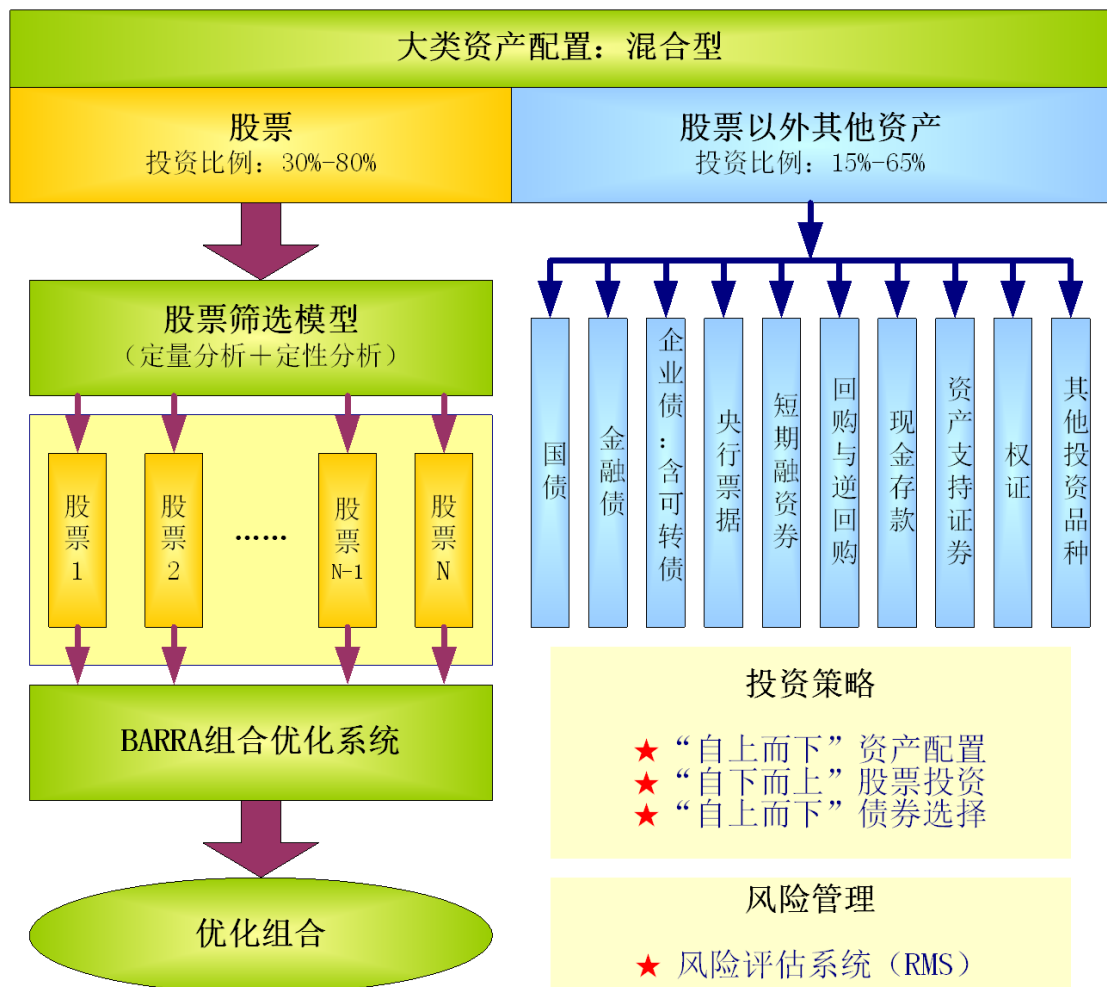 大类资产配置：混合型
股票
投资比例：30%-80%
股票以外其他资产
投资比例：15%-65%
股票筛选模型
（定量分析＋定性分析）
股票1
股票2
……
股票N-1
股票N
BARRA组合优化系统
优化组合
国债
金融债
企业债：含可转债
央行票据
短期融资券
回购与逆回购
现金存款
资产支持证券
权证
其他投资品种
投资策略
★“自上而下”资产配置
★“自下而上”股票投资
★“自上而下”债券选择
风险管理
★ 风险评估系统（RMS）